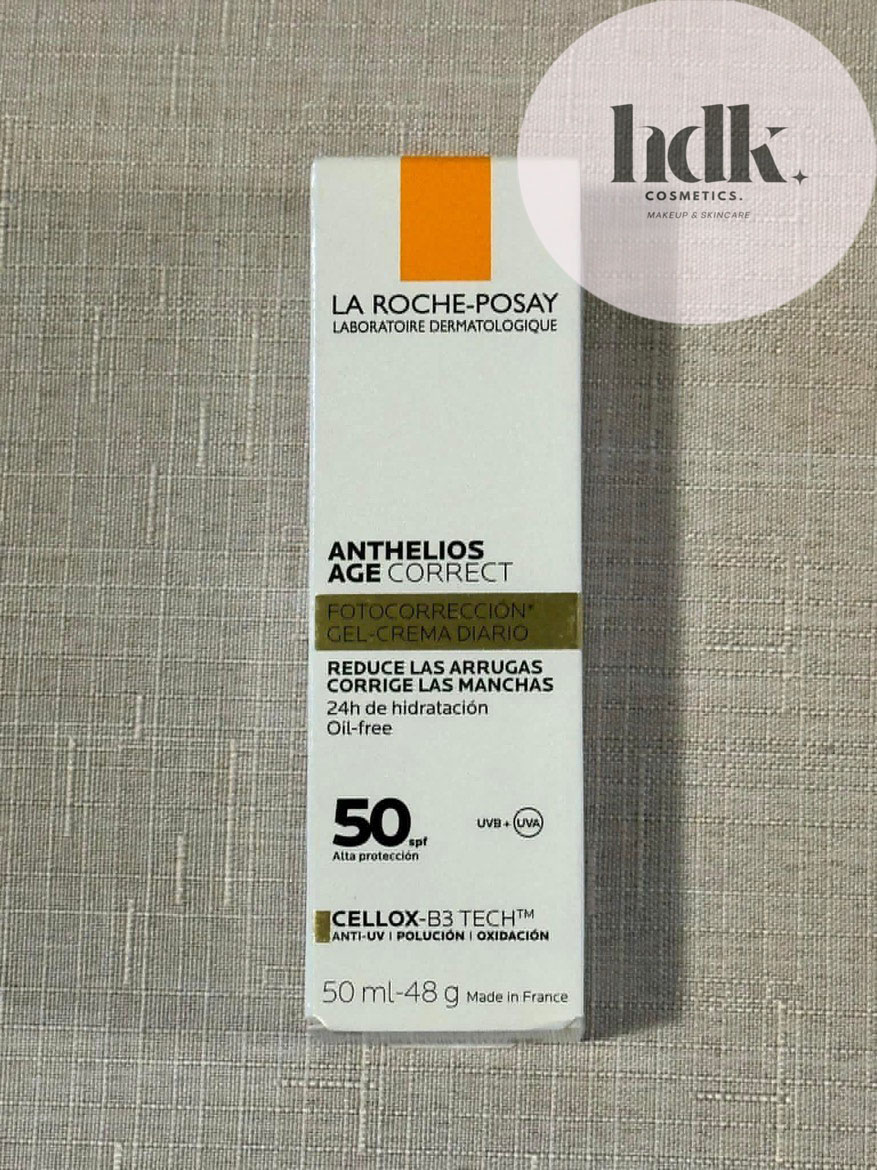 hdk.
COSMETICS.
MAKEUP & SKINCARE
LA ROCHE-POSAY
LABORATOIRE DERMATOLOGIQUE
ANTHELIOS
AGE CORRECT
FOTOCORRECCIÓN*
GEL-CREMA DIARIO
REDUCE LAS ARRUGAS
CORRIGE LAS MANCHAS
24h de hidratación
Oil-free
50 spf
UVB + UVA
Alta protección
CELLOX-B3 TECH™
ANTI-UV | POLUCIÓN | OXIDACIÓN
50 ml-48 g Made in France